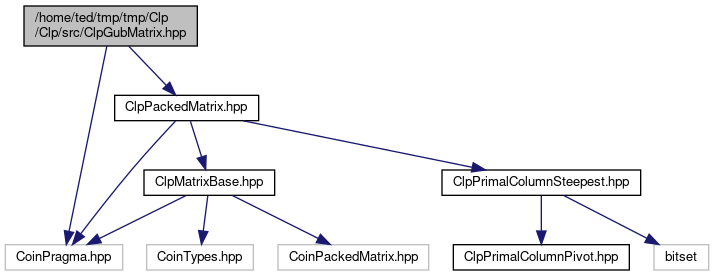 /home/ted/tmp/tmp/Clp
/Clp/src/ClpGubMatrix.hpp
ClpPackedMatrix.hpp
ClpMatrixBase.hpp
ClpPrimalColumnSteepest.hpp
CoinPragma.hpp
CoinTypes.hpp
CoinPackedMatrix.hpp
ClpPrimalColumnPivot.hpp
bitset